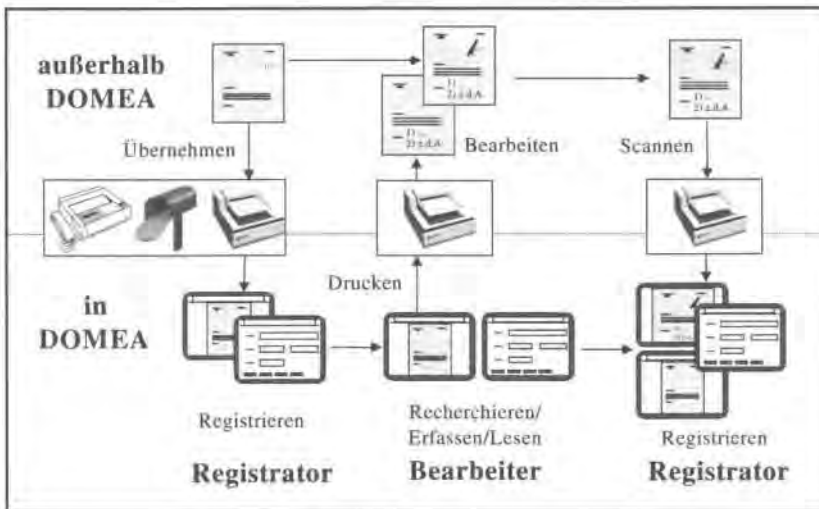 außerhalb
DOMEA
Übernehmen
Bearbeiten
Scannen
Drucken
in
DOMEA
Registrieren
Recherchieren/
Erfassen/Lesen
Registrieren
Registrator
Bearbeiter
Registrator